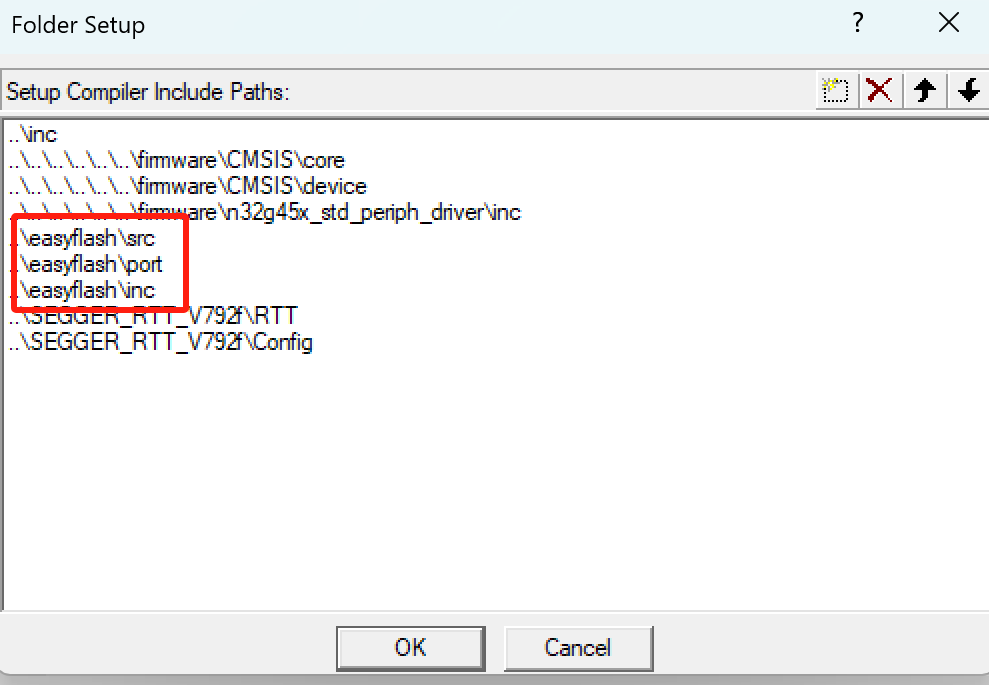 Folder Setup
?
Setup Compiler Include Paths:
..\inc
..\..\..\..\..\..\firmware\CMSIS\core
..\..\..\..\..\..\firmware\CMSIS\device
..\..\..\..\..\..\firmware\n32g45x_std_periph_driver\inc
..\easyflash\src
..\easyflash\port
..\easyflash\inc
..\SEGGER_RTT_V792f\RTT
..\SEGGER_RTT_V792f\Config
OK
Cancel